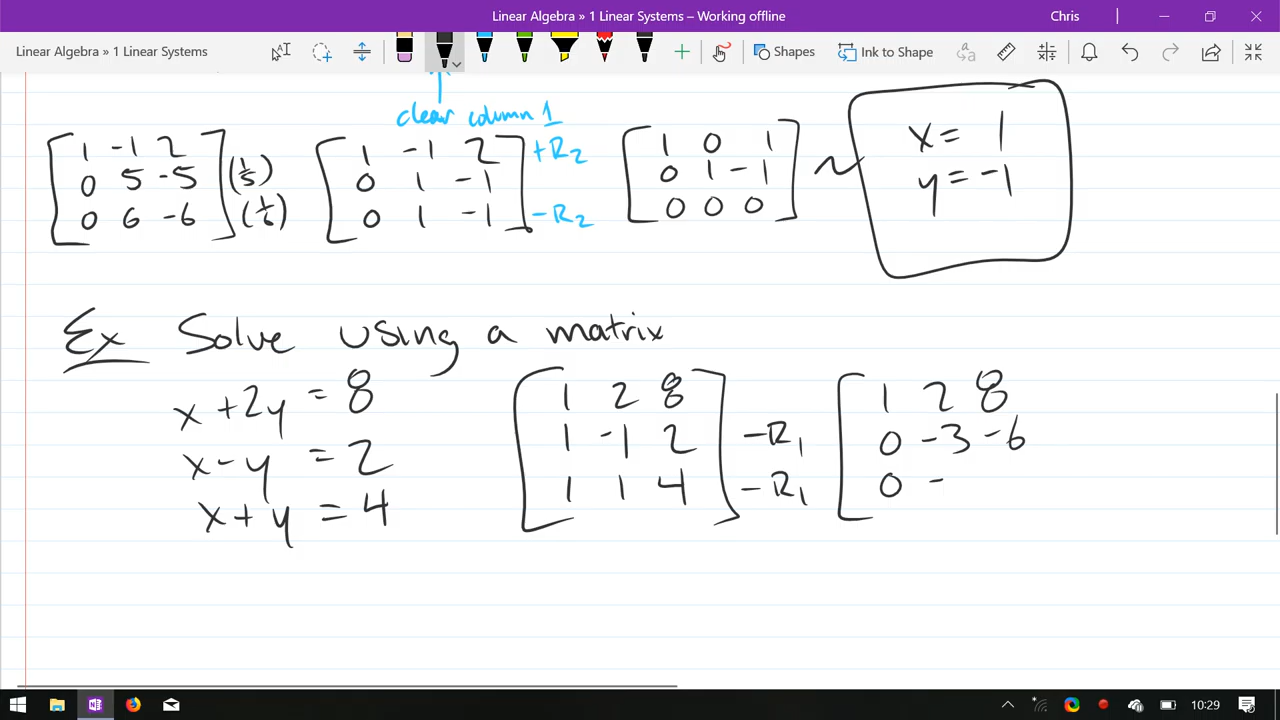 Linear Algebra » 1 Linear Systems – Working offline
Chris
Linear Algebra » 1 Linear Systems
Shapes
Ink to Shape
clear column 1
1 -1 2
0 5 -5 (1/5)
0 6 -6 (1/6)
1 -1 2 +R2
0 1 -1
0 1 -1 -R2
1 0 1
0 1 -1
0 0 0
~
x = 1
y = -1
Ex Solve using a matrix
x + 2y = 8
x - y = 2
x + y = 4
1 2 8
1 -1 2 -R1
1 1 4 -R1
1 2 8
0 -3 -6
0 -
10:29